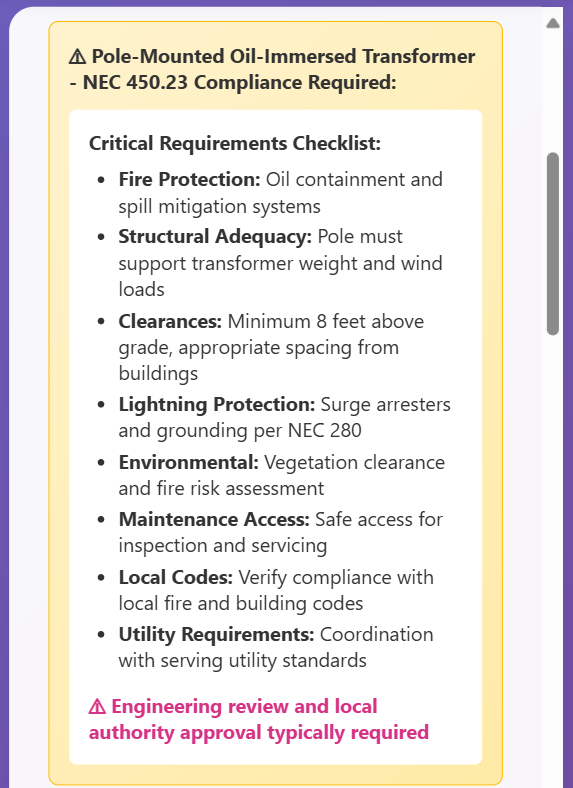 ⚠ Pole-Mounted Oil-Immersed Transformer
- NEC 450.23 Compliance Required:
Critical Requirements Checklist:
• Fire Protection: Oil containment and
spill mitigation systems
• Structural Adequacy: Pole must
support transformer weight and wind
loads
• Clearances: Minimum 8 feet above
grade, appropriate spacing from
buildings
• Lightning Protection: Surge arresters
and grounding per NEC 280
• Environmental: Vegetation clearance
and fire risk assessment
• Maintenance Access: Safe access for
inspection and servicing
• Local Codes: Verify compliance with
local fire and building codes
• Utility Requirements: Coordination
with serving utility standards
⚠ Engineering review and local
authority approval typically required